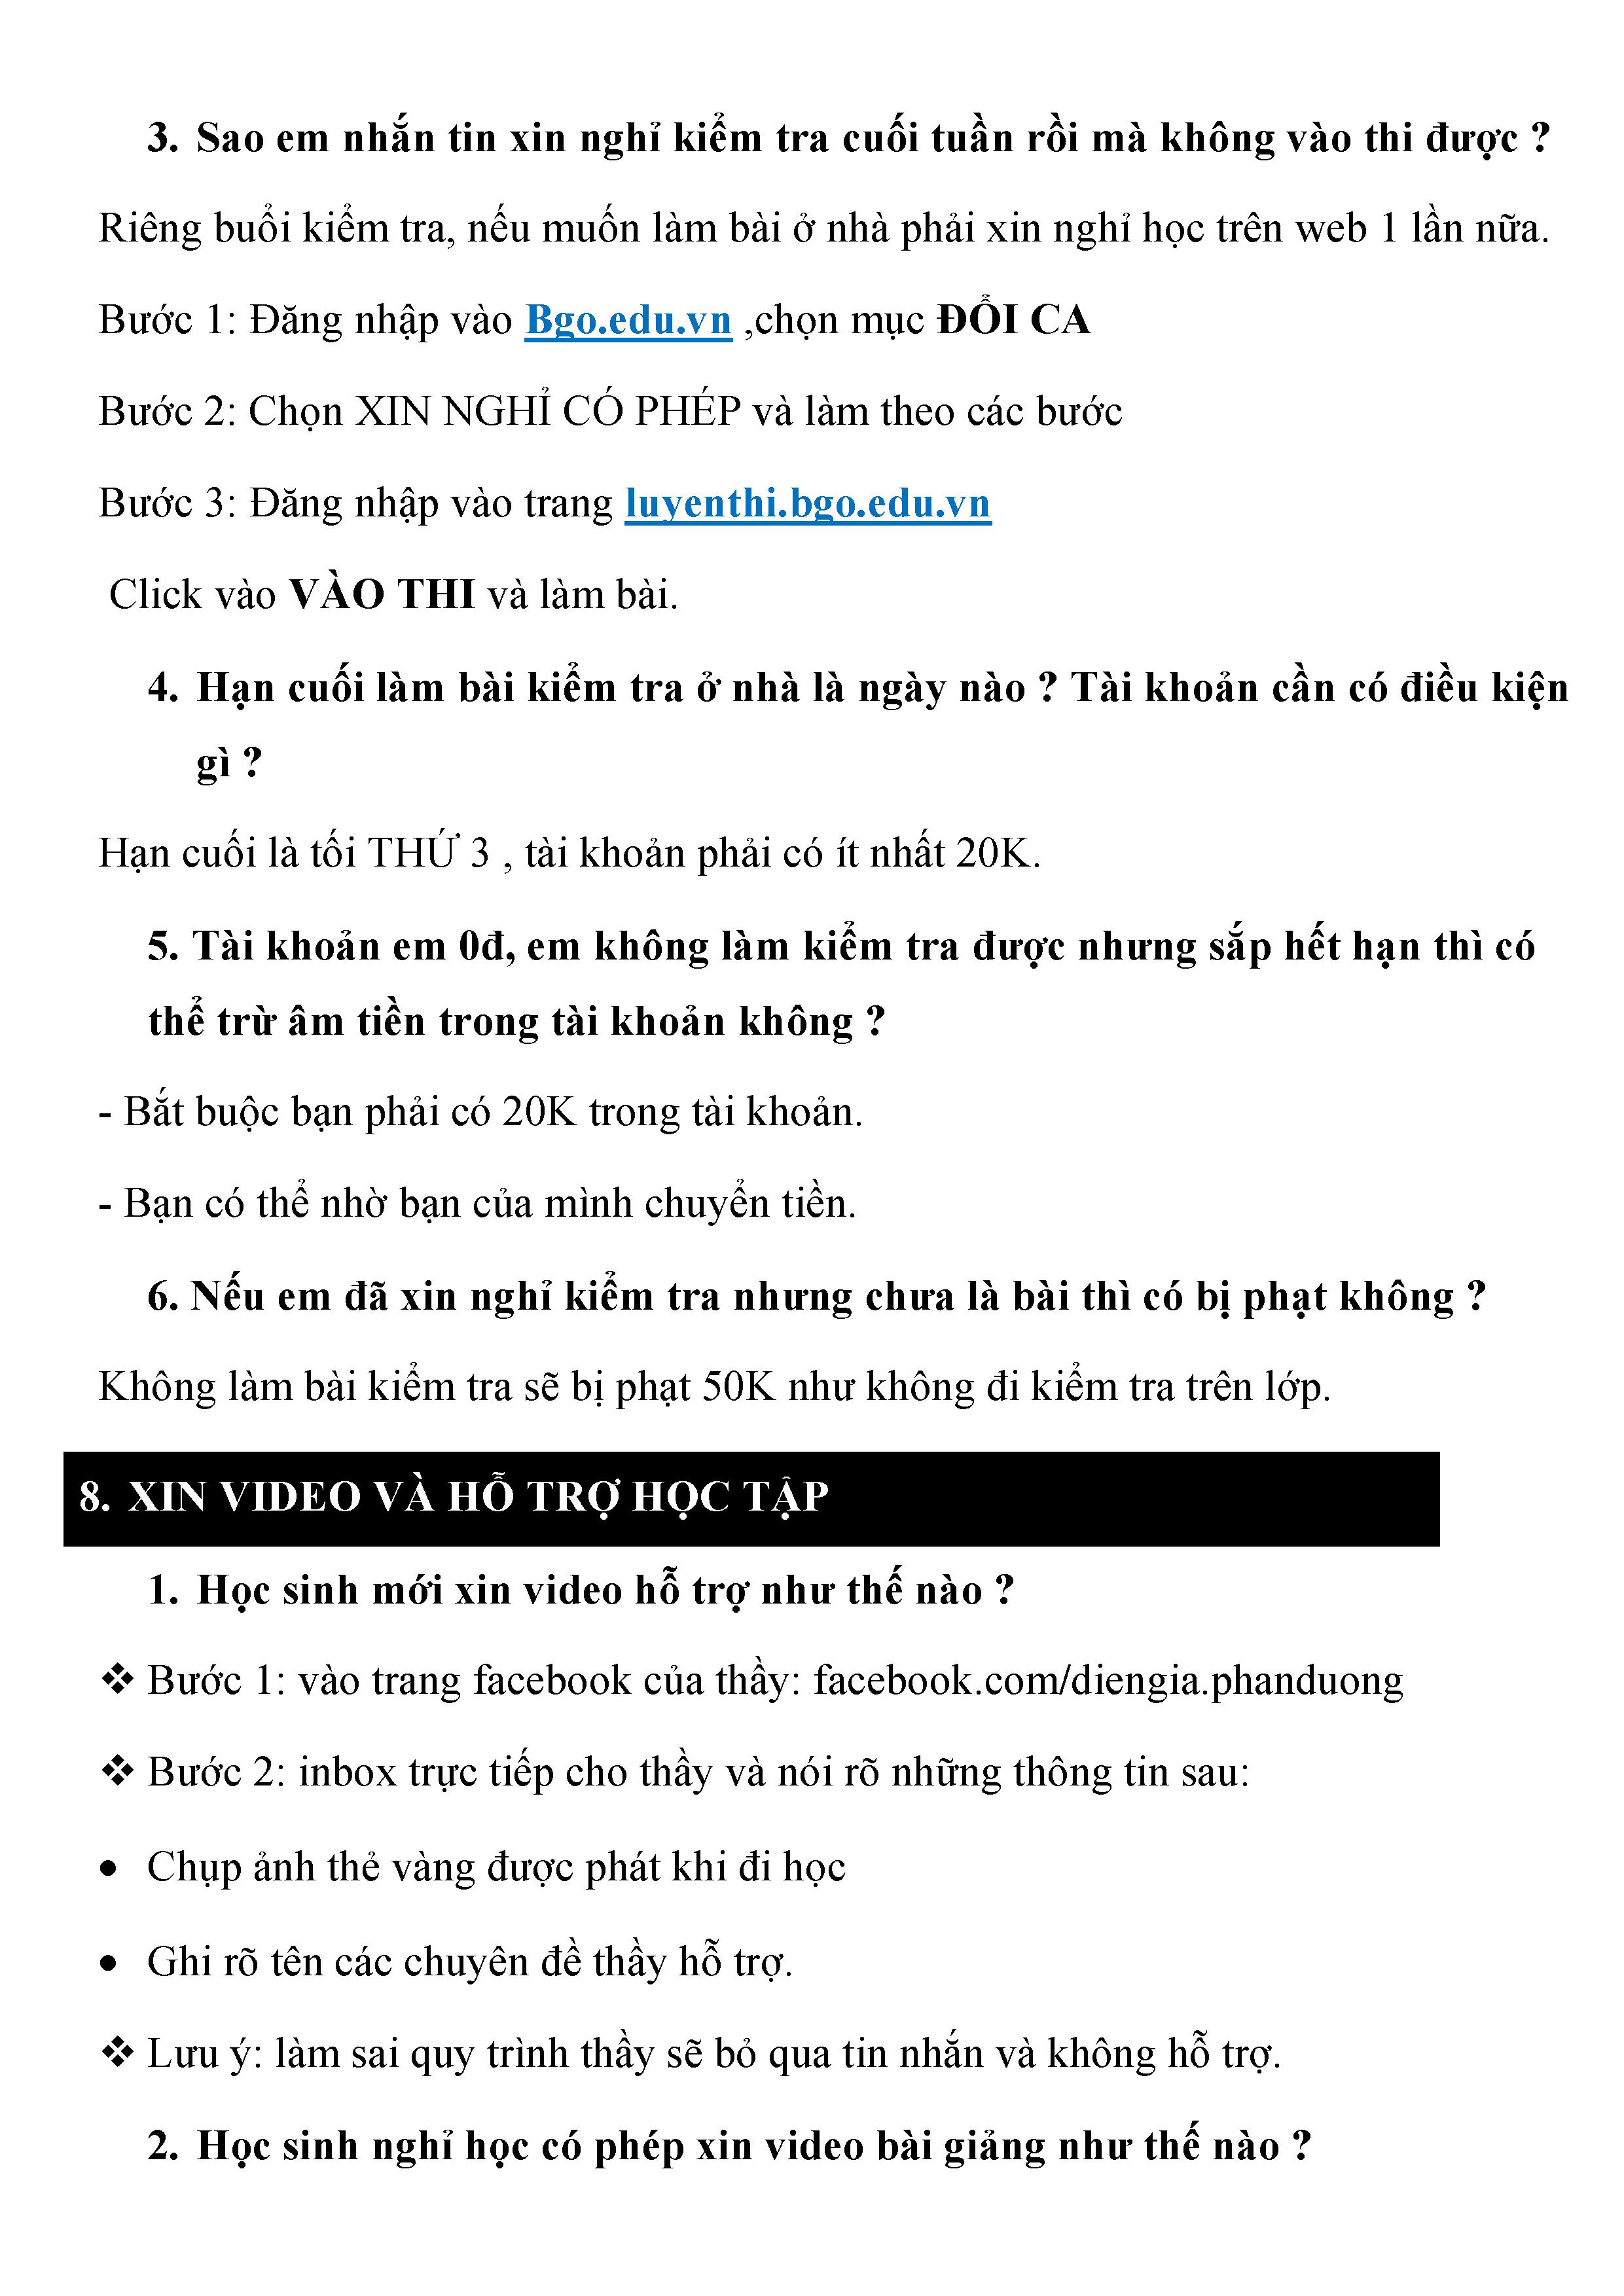 3. Sao em nhắn tin xin nghỉ kiểm tra cuối tuần rồi mà không vào thi được ?
Riêng buổi kiểm tra, nếu muốn làm bài ở nhà phải xin nghỉ học trên web 1 lần nữa.
Bước 1: Đăng nhập vào Bgo.edu.vn ,chọn mục ĐỔI CA
Bước 2: Chọn XIN NGHỈ CÓ PHÉP và làm theo các bước
Bước 3: Đăng nhập vào trang luyenthi.bgo.edu.vn
Click vào VÀO THI và làm bài.
4. Hạn cuối làm bài kiểm tra ở nhà là ngày nào ? Tài khoản cần có điều kiện
gì ?
Hạn cuối là tối THỨ 3 , tài khoản phải có ít nhất 20K.
5. Tài khoản em 0đ, em không làm kiểm tra được nhưng sắp hết hạn thì có
thể trừ âm tiền trong tài khoản không ?
- Bắt buộc bạn phải có 20K trong tài khoản.
- Bạn có thể nhờ bạn của mình chuyển tiền.
6. Nếu em đã xin nghỉ kiểm tra nhưng chưa là bài thì có bị phạt không ?
Không làm bài kiểm tra sẽ bị phạt 50K như không đi kiểm tra trên lớp.
8. XIN VIDEO VÀ HỖ TRỢ HỌC TẬP
1. Học sinh mới xin video hỗ trợ như thế nào ?
❖ Bước 1: vào trang facebook của thầy: facebook.com/diengia.phanduong
❖ Bước 2: inbox trực tiếp cho thầy và nói rõ những thông tin sau:
• Chụp ảnh thẻ vàng được phát khi đi học
• Ghi rõ tên các chuyên đề thầy hỗ trợ.
❖ Lưu ý: làm sai quy trình thầy sẽ bỏ qua tin nhắn và không hỗ trợ.
2. Học sinh nghỉ học có phép xin video bài giảng như thế nào ?